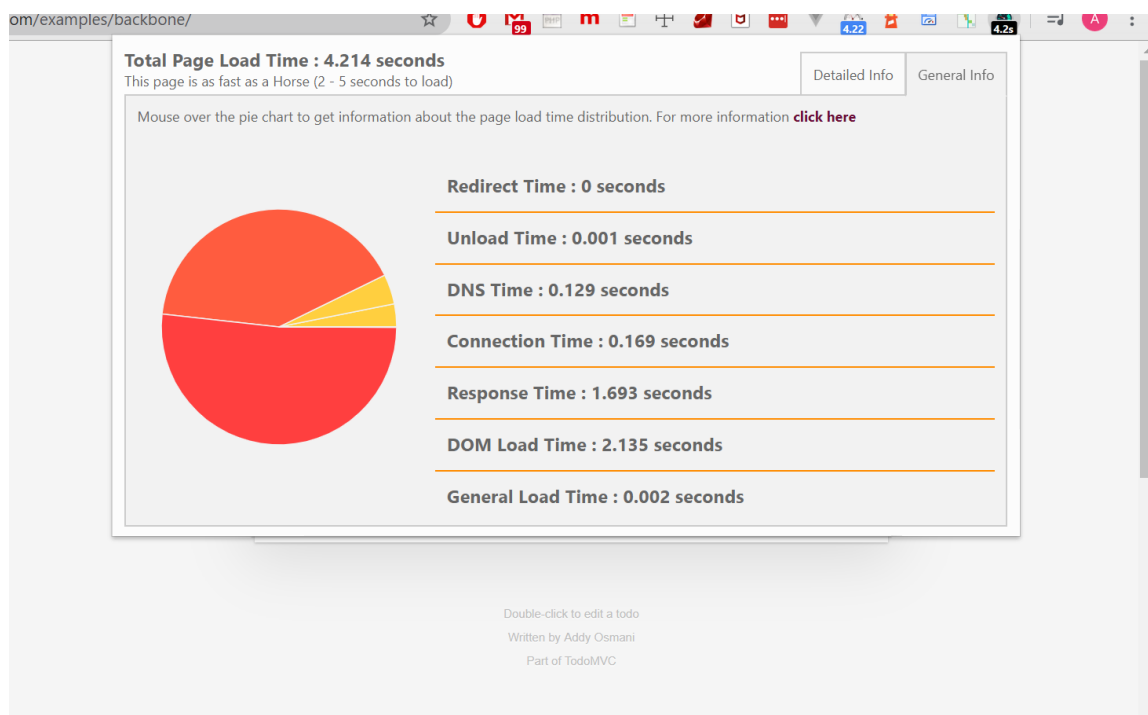 om/examples/backbone/
99
PHP
m
4.22
4.2s
A
Total Page Load Time : 4.214 seconds
This page is as fast as a Horse (2 - 5 seconds to load)
Detailed Info
General Info
Mouse over the pie chart to get information about the page load time distribution. For more information click here
Redirect Time : 0 seconds
Unload Time : 0.001 seconds
DNS Time : 0.129 seconds
Connection Time : 0.169 seconds
Response Time : 1.693 seconds
DOM Load Time : 2.135 seconds
General Load Time : 0.002 seconds
Double-click to edit a todo
Written by Addy Osmani
Part of TodoMVC